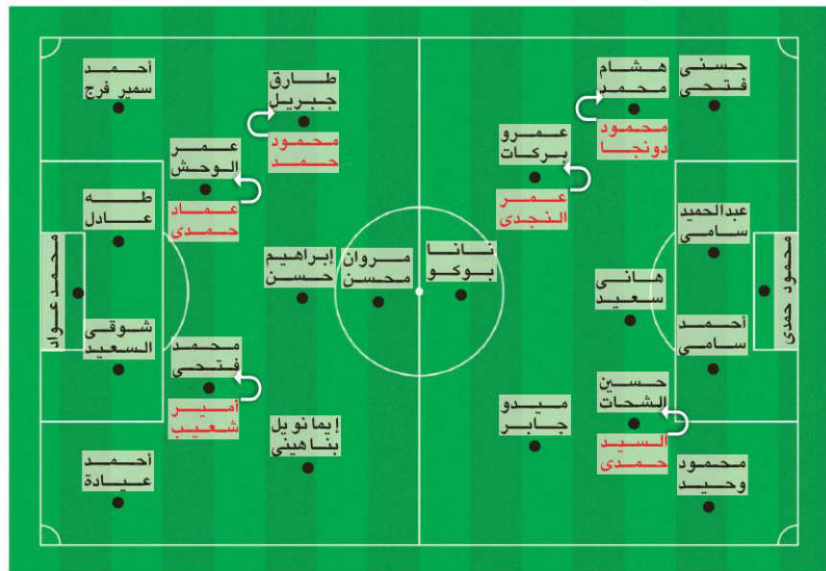 حسنى
فتحى
هشام
محمد
محمود
دونجا
عمرو
بركات
عمر
النجدى
عبدالحميد
سامى
محمود حمدى
هانى
سعيد
أحمد
سامى
حسين
الشحات
السيد
حمدى
محمود
وحيد
ميدو
جابر
نانا
بوكو
مروان
محسن
إبراهيم
حسن
طارق
جبريل
محمود
حمد
عمر
الوحش
عماد
حمدى
أحمد
سمير فرج
طه
عادل
محمد عواد
شوقى
السعيد
محمد
فتحى
أمير
شعيب
إيمانويل
بناهينى
أحمد
عيادة